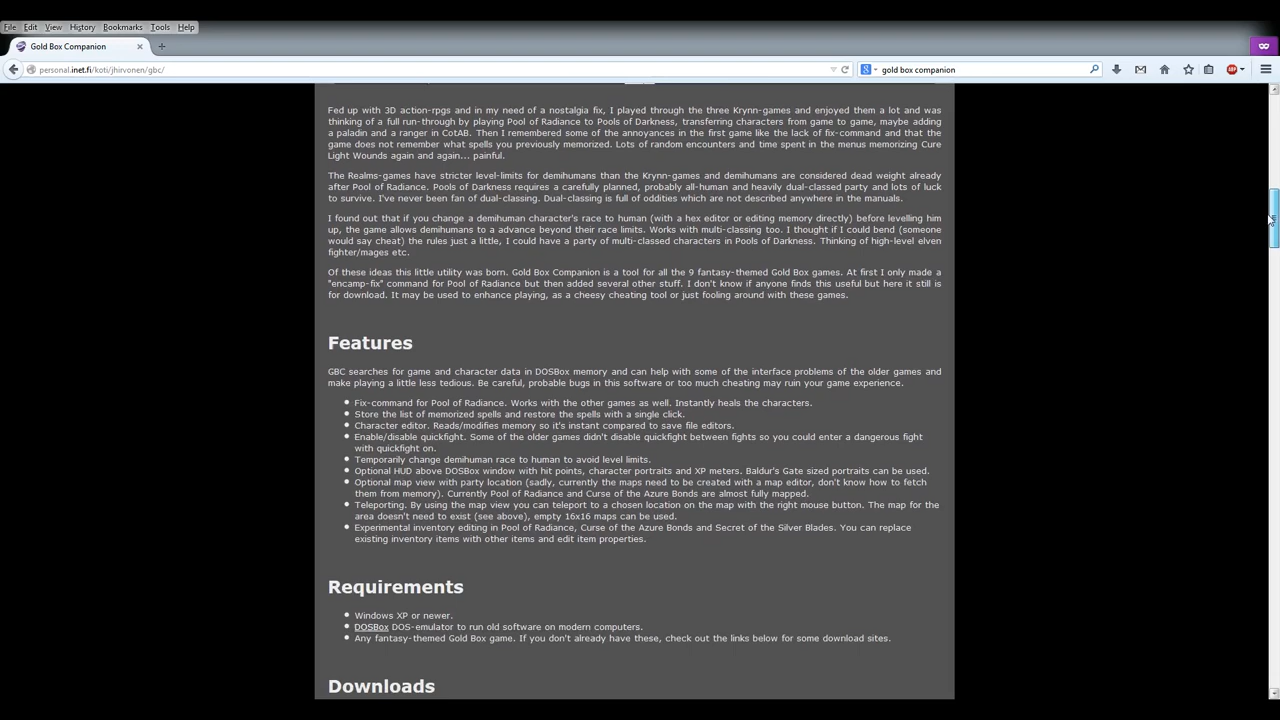 File Edit View History Bookmarks Tools Help
Gold Box Companion
personal.inet.fi/koti/jhirvonen/gbc/
gold box companion
Fed up with 3D action-rpgs and in my need of a nostalgia fix, I played through the three Krynn-games and enjoyed them a lot and was
thinking of a full run-through by playing Pool of Radiance to Pools of Darkness, transferring characters from game to game, maybe adding
a paladin and a ranger in CotAB. Then I remembered some of the annoyances in the first game like the lack of fix-command and that the
game does not remember what spells you previously memorized. Lots of random encounters and time spent in the menus memorizing Cure
Light Wounds again and again... painful.
The Realms-games have stricter level-limits for demihumans than the Krynn-games and demihumans are considered dead weight already
after Pool of Radiance. Pools of Darkness requires a carefully planned, probably all-human and heavily dual-classed party and lots of luck
to survive. I've never been fan of dual-classing. Dual-classing is full of oddities which are not described anywhere in the manuals.
I found out that if you change a demihuman character's race to human (with a hex editor or editing memory directly) before levelling him
up, the game allows demihumans to a advance beyond their race limits. Works with multi-classing too. I thought if I could bend (someone
would say cheat) the rules just a little, I could have a party of multi-classed characters in Pools of Darkness. Thinking of high-level elven
fighter/mages etc.
Of these ideas this little utility was born. Gold Box Companion is a tool for all the 9 fantasy-themed Gold Box games. At first I only made a
"encamp-fix" command for Pool of Radiance but then added several other stuff. I don't know if anyone finds this useful but here it still is
for download. It may be used to enhance playing, as a cheesy cheating tool or just fooling around with these games.
Features
GBC searches for game and character data in DOSBox memory and can help with some of the interface problems of the older games and
make playing a little less tedious. Be careful, probable bugs in this software or too much cheating may ruin your game experience.
Fix-command for Pool of Radiance. Works with the other games as well. Instantly heals the characters.
Store the list of memorized spells and restore the spells with a single click.
Character editor. Reads/modifies memory so it's instant compared to save file editors.
Enable/disable quickfight. Some of the older games didn't disable quickfight between fights so you could enter a dangerous fight
with quickfight on.
Temporarily change demihuman race to human to avoid level limits.
Optional HUD above DOSBox window with hit points, character portraits and XP meters. Baldur's Gate sized portraits can be used.
Optional map view with party location (sadly, currently the maps need to be created with a map editor, don't know how to fetch
them from memory). Currently Pool of Radiance and Curse of the Azure Bonds are almost fully mapped.
Teleporting. By using the map view you can teleport to a chosen location on the map with the right mouse button. The map for the
area doesn't need to exist (see above), empty 16x16 maps can be used.
Experimental inventory editing in Pool of Radiance, Curse of the Azure Bonds and Secret of the Silver Blades. You can replace
existing inventory items with other items and edit item properties.
Requirements
Windows XP or newer.
DOSBox DOS-emulator to run old software on modern computers.
Any fantasy-themed Gold Box game. If you don't already have these, check out the links below for some download sites.
Downloads